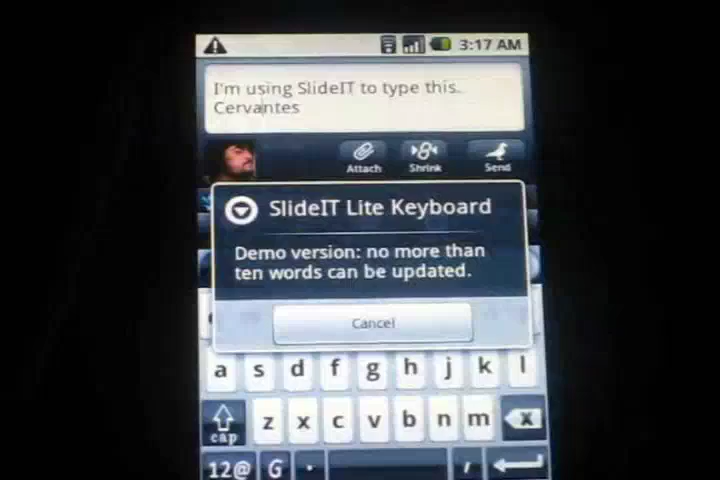 3:17 AM
I'm using SlideIT to type this.
Cervantes
Attach Shrink Send
SlideIT Lite Keyboard
Demo version: no more than
ten words can be updated.
Cancel
a s d f g h j k l
cap z x c v b n m x
12@ G . ,